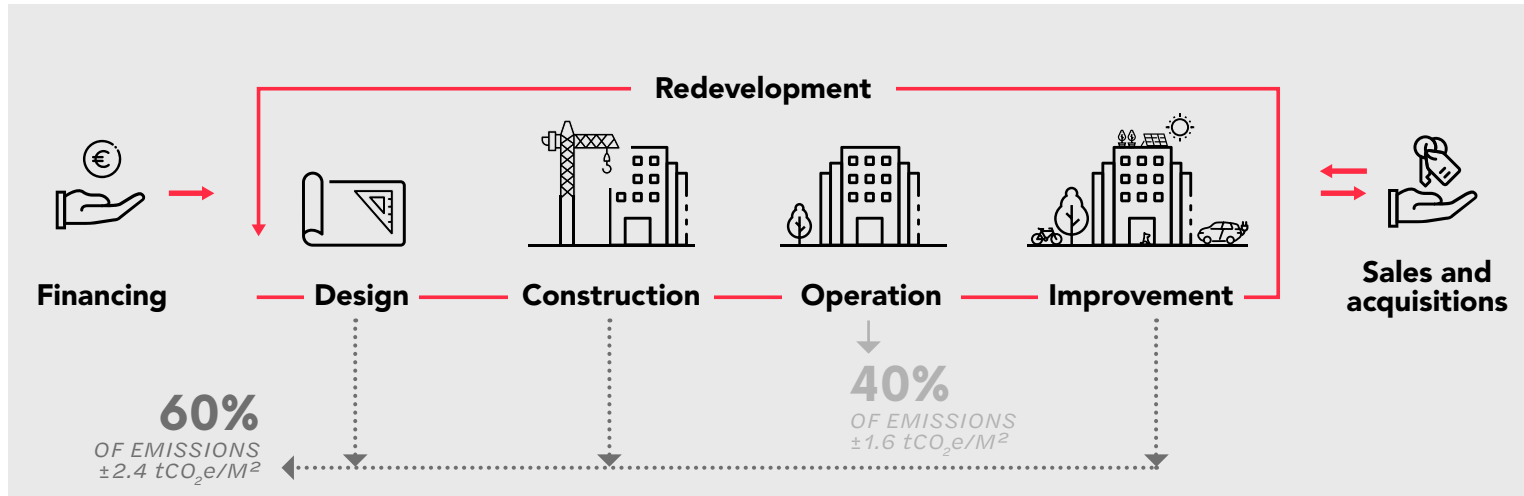 Redevelopment
€
Financing
Design
Construction
Operation
Improvement
Sales and
acquisitions
60%
OF EMISSIONS
±2.4 tCO₂e/M²
40%
OF EMISSIONS
±1.6 tCO₂e/M²